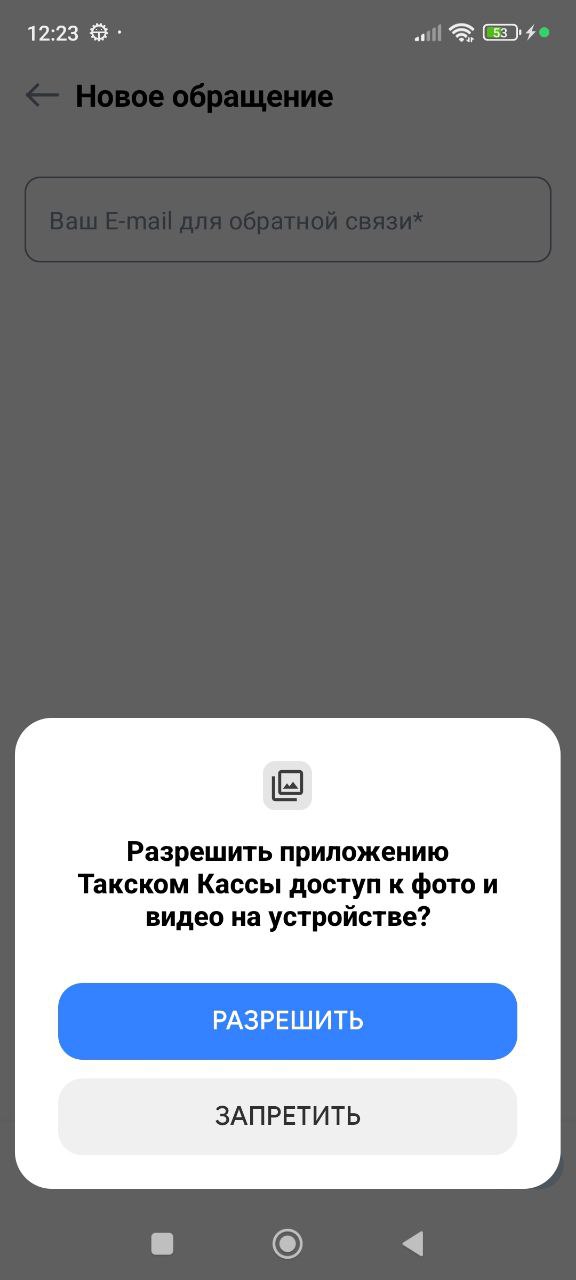 12:23
53
Новое обращение
Ваш E-mail для обратной связи*
Разрешить приложению
Такском Кассы доступ к фото и
видео на устройстве?
РАЗРЕШИТЬ
ЗАПРЕТИТЬ